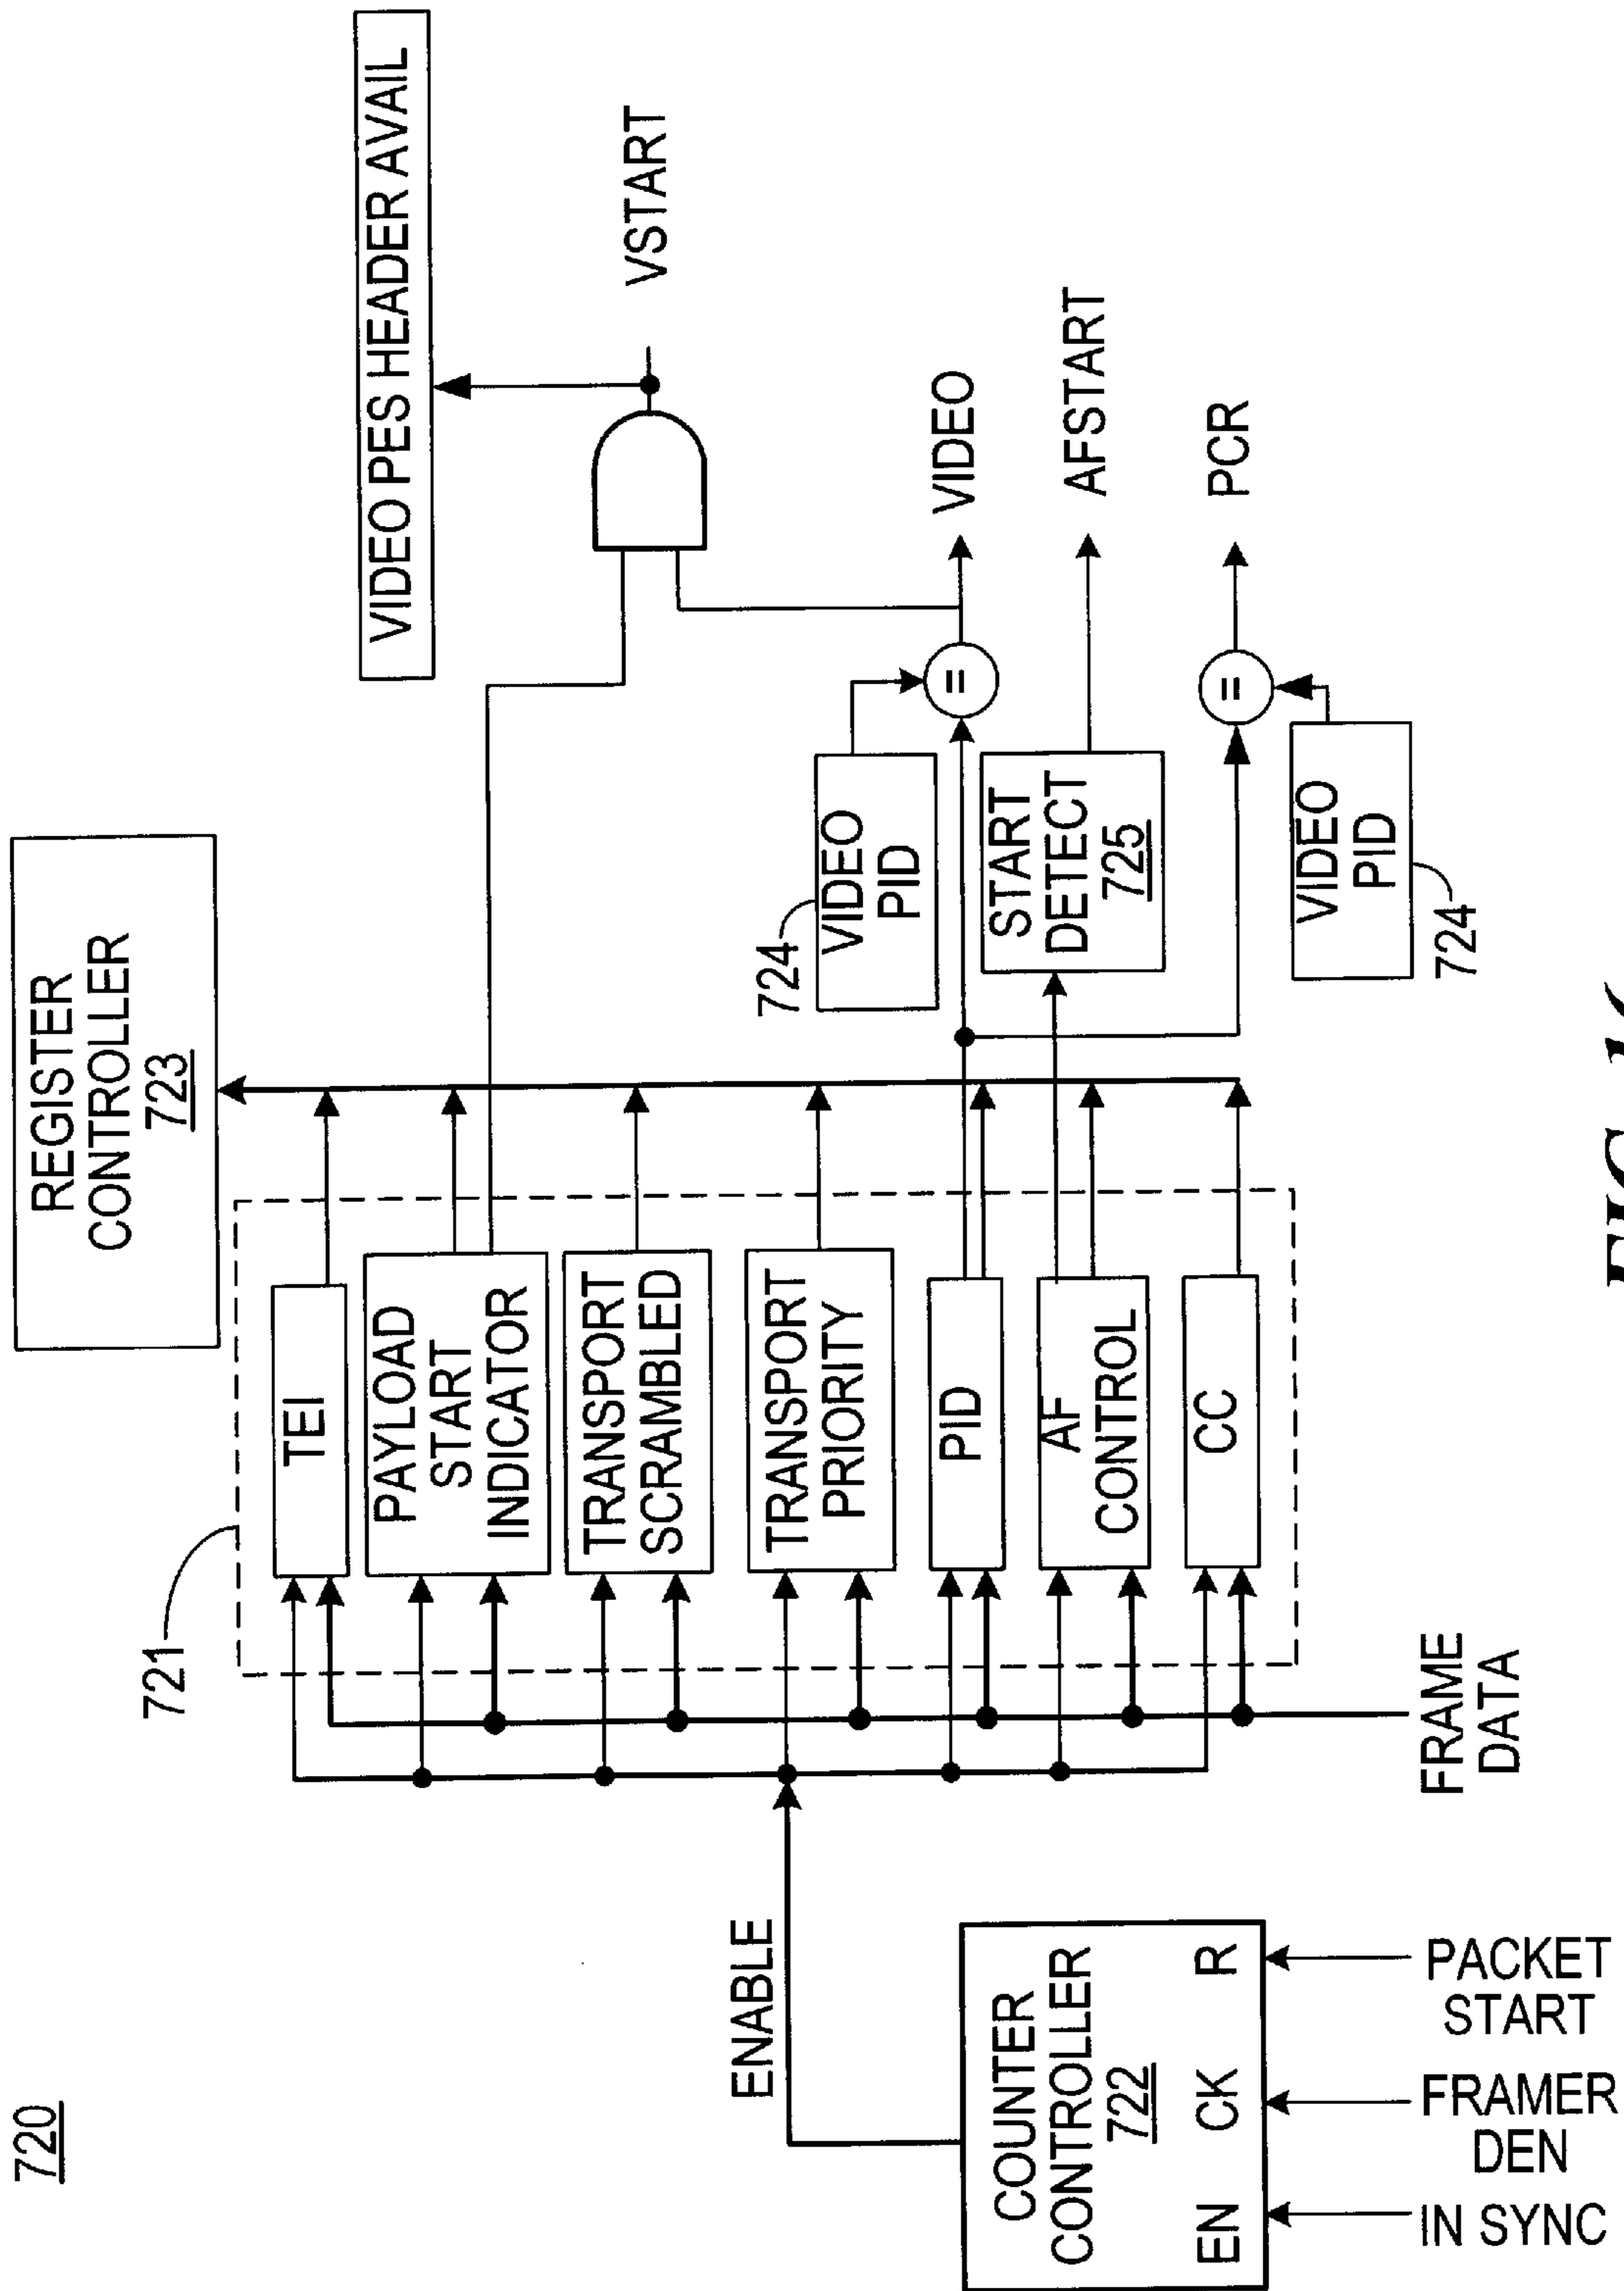 720
REGISTER
CONTROLLER
723
VIDEO PES HEADER AVAIL
VSTART
721
TEI
PAYLOAD
START
INDICATOR
TRANSPORT
SCRAMBLED
TRANSPORT
PRIORITY
PID
AF
CONTROL
CC
724
VIDEO
PID
=
VIDEO
START
DETECT
725
AFSTART
=
PCR
VIDEO
PID
724
ENABLE
COUNTER
CONTROLLER
722
EN CK R
IN SYNC
FRAMER
DEN
PACKET
START
FRAME
DATA